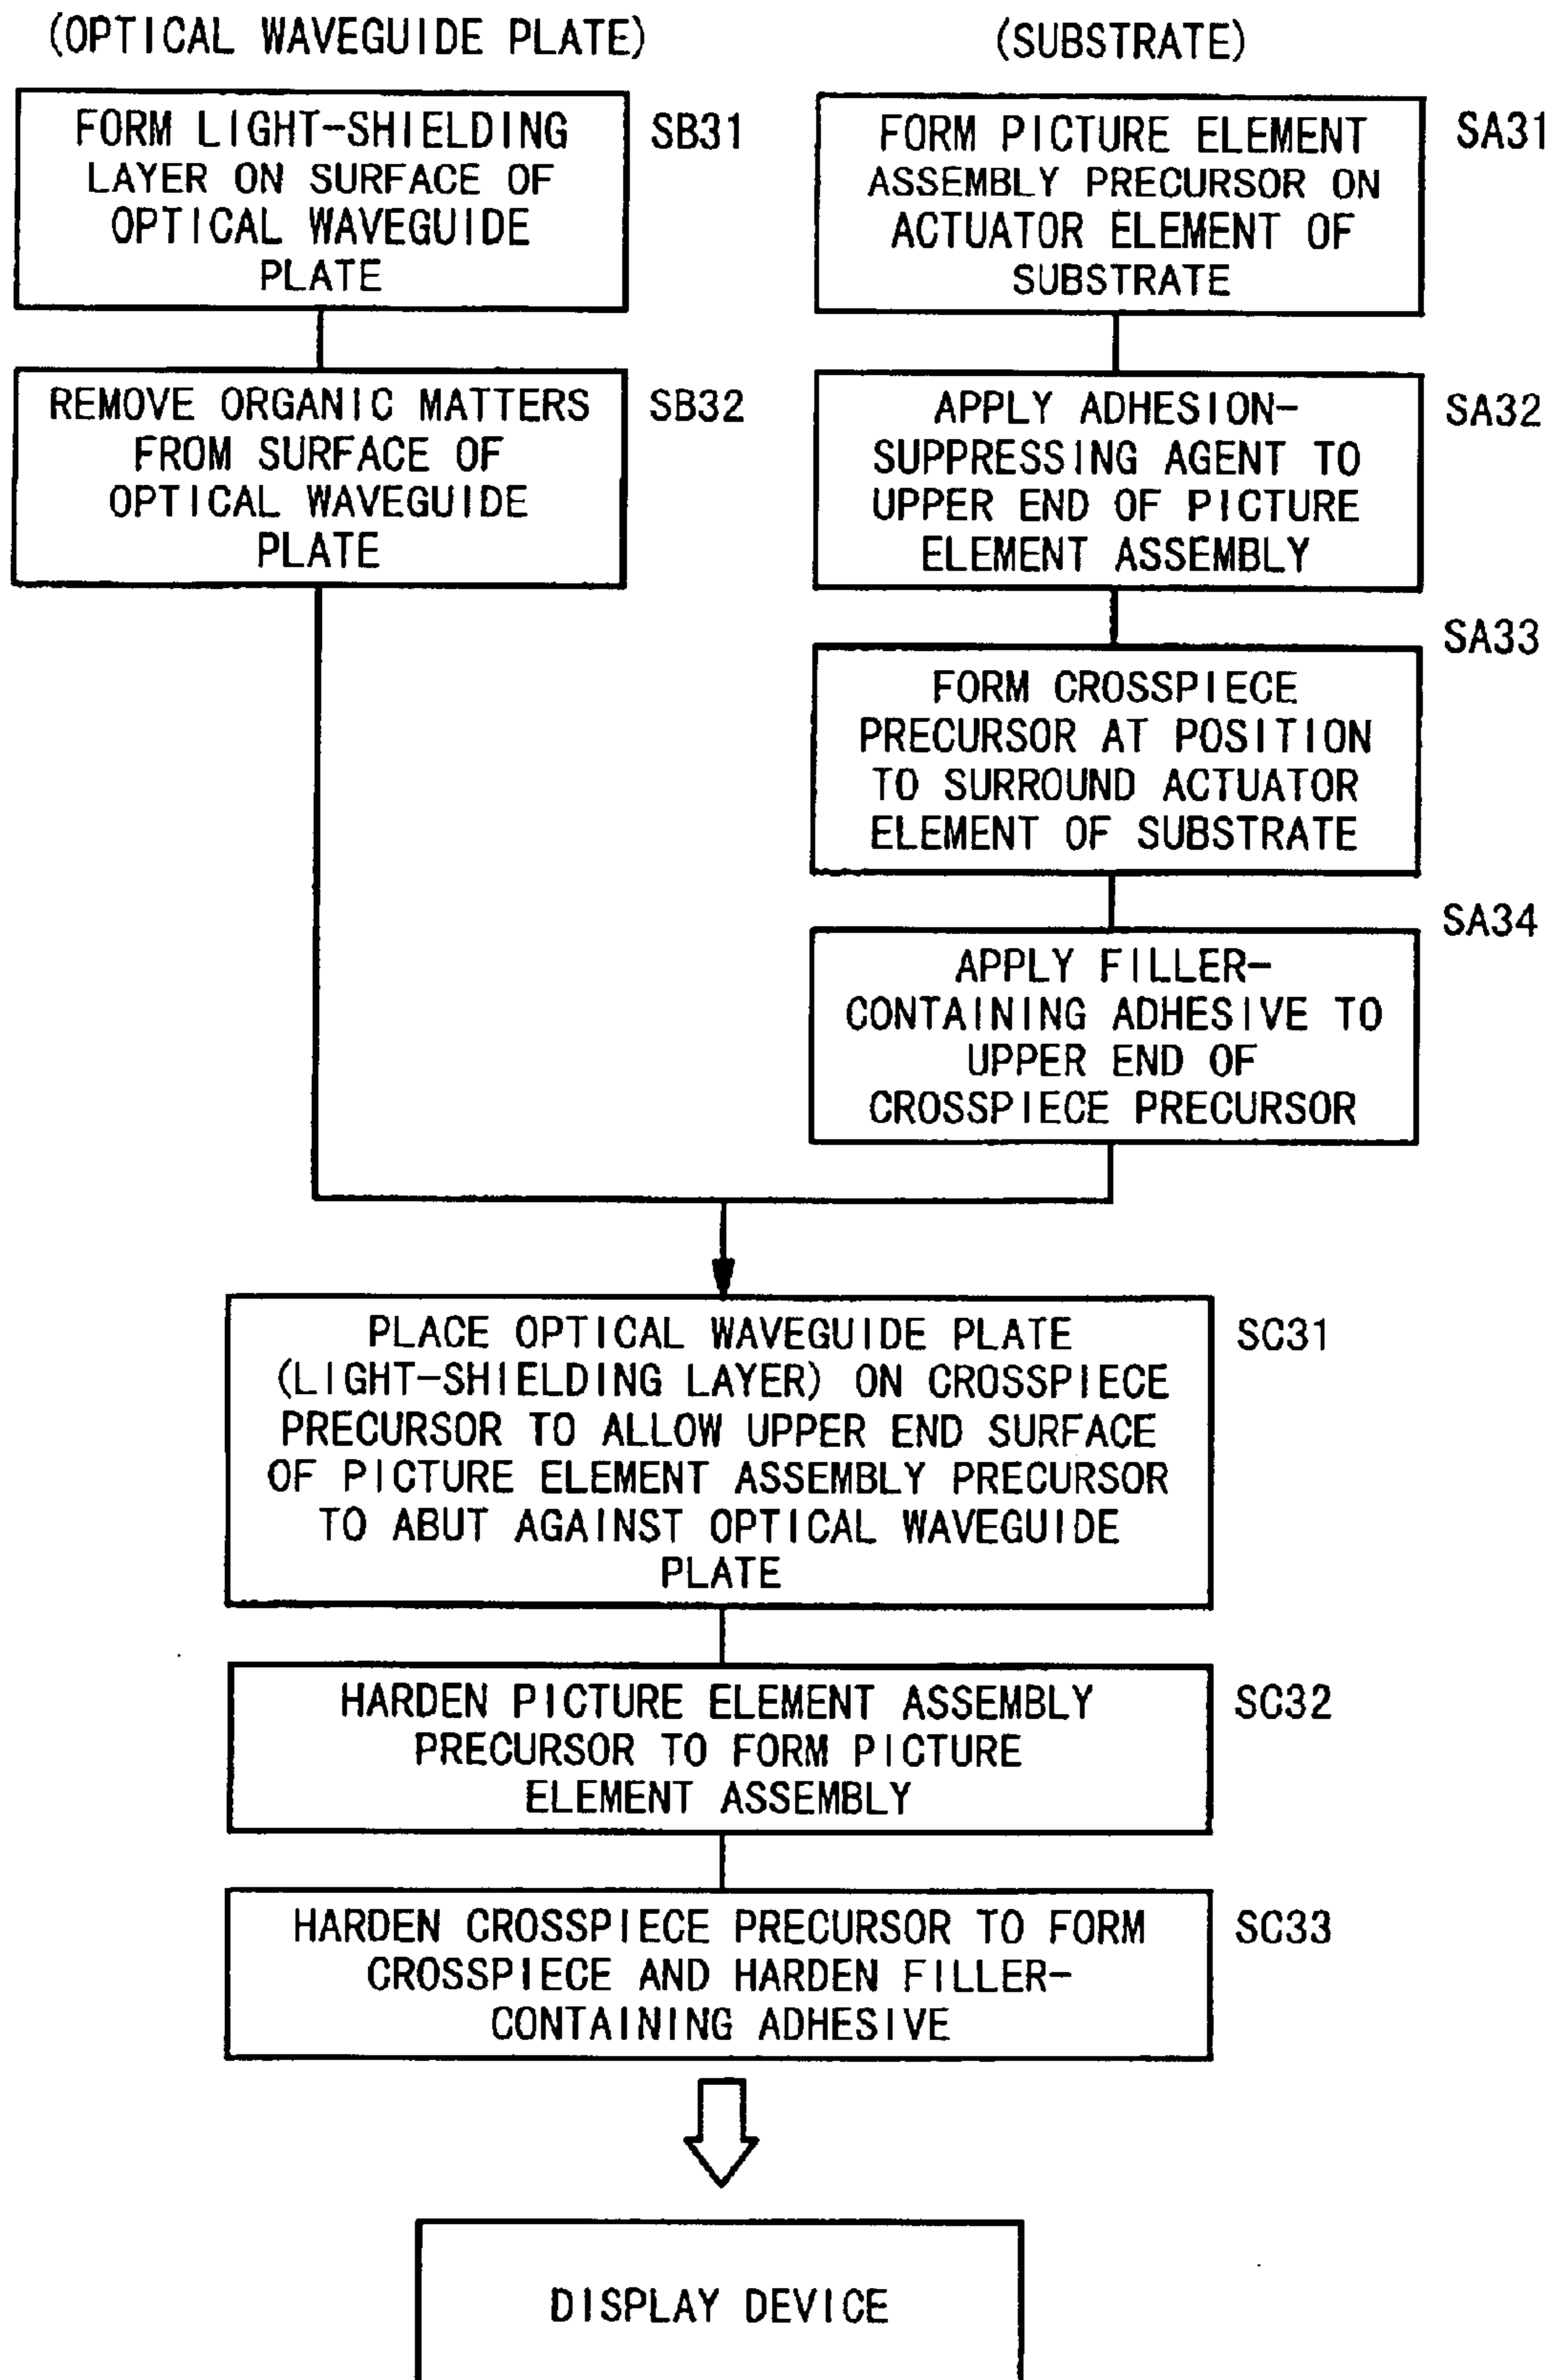 (OPTICAL WAVEGUIDE PLATE)
FORM LIGHT-SHIELDING
LAYER ON SURFACE OF
OPTICAL WAVEGUIDE
PLATE
SB31
REMOVE ORGANIC MATTERS
FROM SURFACE OF
OPTICAL WAVEGUIDE
PLATE
SB32
(SUBSTRATE)
FORM PICTURE ELEMENT
ASSEMBLY PRECURSOR ON
ACTUATOR ELEMENT OF
SUBSTRATE
SA31
APPLY ADHESION-
SUPPRESSING AGENT TO
UPPER END OF PICTURE
ELEMENT ASSEMBLY
SA32
SA33
FORM CROSSPIECE
PRECURSOR AT POSITION
TO SURROUND ACTUATOR
ELEMENT OF SUBSTRATE
SA34
APPLY FILLER-
CONTAINING ADHESIVE TO
UPPER END OF
CROSSPIECE PRECURSOR
PLACE OPTICAL WAVEGUIDE PLATE
(LIGHT-SHIELDING LAYER) ON CROSSPIECE
PRECURSOR TO ALLOW UPPER END SURFACE
OF PICTURE ELEMENT ASSEMBLY PRECURSOR
TO ABUT AGAINST OPTICAL WAVEGUIDE
PLATE
SC31
HARDEN PICTURE ELEMENT ASSEMBLY
PRECURSOR TO FORM PICTURE
ELEMENT ASSEMBLY
SC32
HARDEN CROSSPIECE PRECURSOR TO FORM
CROSSPIECE AND HARDEN FILLER-
CONTAINING ADHESIVE
SC33
DISPLAY DEVICE